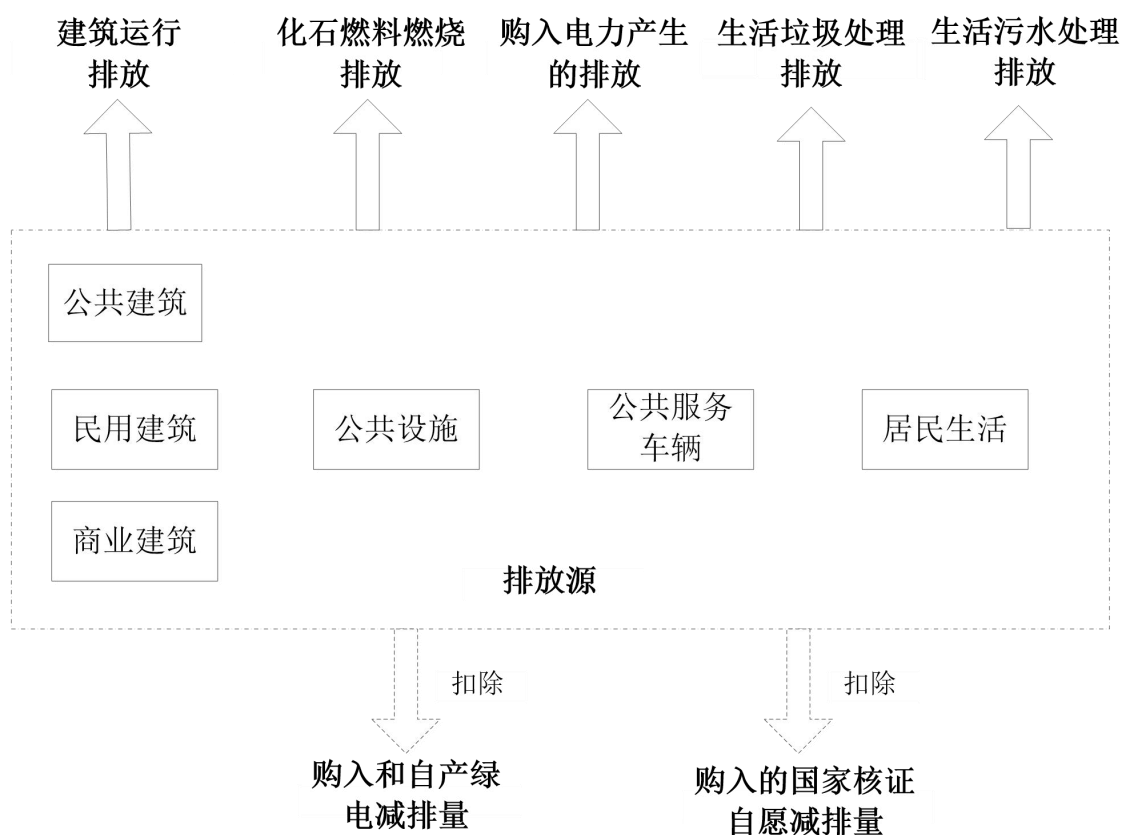 建筑运行
排放
化石燃料燃烧
排放
购入电力产生
的排放
生活垃圾处理
排放
生活污水处理
排放
公共建筑
民用建筑
公共设施
公共服务
车辆
居民生活
商业建筑
排放源
扣除
扣除
购入和自产绿
电减排量
购入的国家核证
自愿减排量